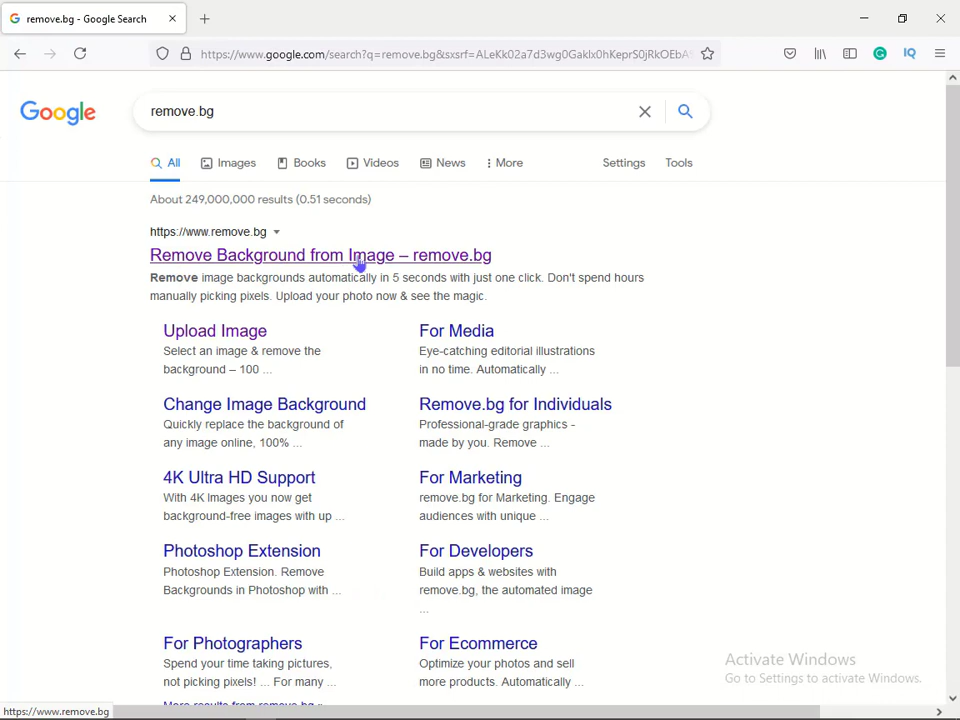 remove.bg - Google Search
https://www.google.com/search?q=remove.bg&sxsrf=
Google
remove.bg
All
Images
Books
Videos
News
More
Settings
Tools
About 249,000,000 results (0.51 seconds)
https://www.remove.bg
Remove Background from Image – remove.bg
Remove image backgrounds automatically in 5 seconds with just one click. Don't spend hours
manually picking pixels. Upload your photo now & see the magic.
Upload Image
Select an image & remove the
background – 100 ...
For Media
Eye-catching editorial illustrations
in no time. Automatically ...
Change Image Background
Quickly replace the background of
any image online, 100% ...
Remove.bg for Individuals
Professional-grade graphics -
made by you. Remove ...
4K Ultra HD Support
With 4K Images you now get
background-free images with up ...
For Marketing
remove.bg for Marketing. Engage
audiences with unique ...
Photoshop Extension
Photoshop Extension. Remove
Backgrounds in Photoshop with ...
For Developers
Build apps & websites with
remove.bg, the automated image
...
For Photographers
Spend your time taking pictures,
not picking pixels! ... For many ...
For Ecommerce
Optimize your photos and sell
more products. Automatically ...
More results from remove.bg »
Activate Windows
Go to Settings to activate Windows.
https://www.remove.bg